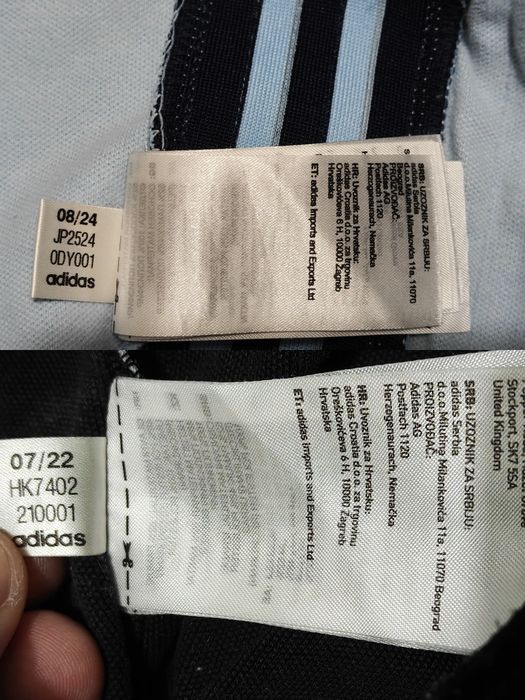 08/24
JP2524
0DY001
adidas
SRB: UZOZNIK ZA SRBIJU:
adidas Serbia
d.o.o.Milutina Milankovića 11a, 11070
Beograd
PROIZVOĐAČ:
Adidas AG
Postfach 1120
Herzogenaurach, Nemačka
HR: Uvoznik za Hrvatsku:
adidas Croatia d.o.o. za trgovinu
Oreškovićeva 6 H, 10000 Zagreb
Hrvatska
ET: adidas Imports and Exports Ltd
07/22
HK7402
210001
adidas
Stockport, SK7 5SA
United Kingdom
SRB: UZOZNIK ZA SRBIJU:
adidas Serbia
d.o.o.Milutina Milankovića 11a, 11070 Beograd
PROIZVOĐAČ:
Adidas AG
Postfach 1120
Herzogenaurach, Nemačka
HR: Uvoznik za Hrvatsku:
adidas Croatia d.o.o. za trgovinu
Oreškovićeva 6 H, 10000 Zagreb
Hrvatska
ET: adidas Imports and Exports Ltd